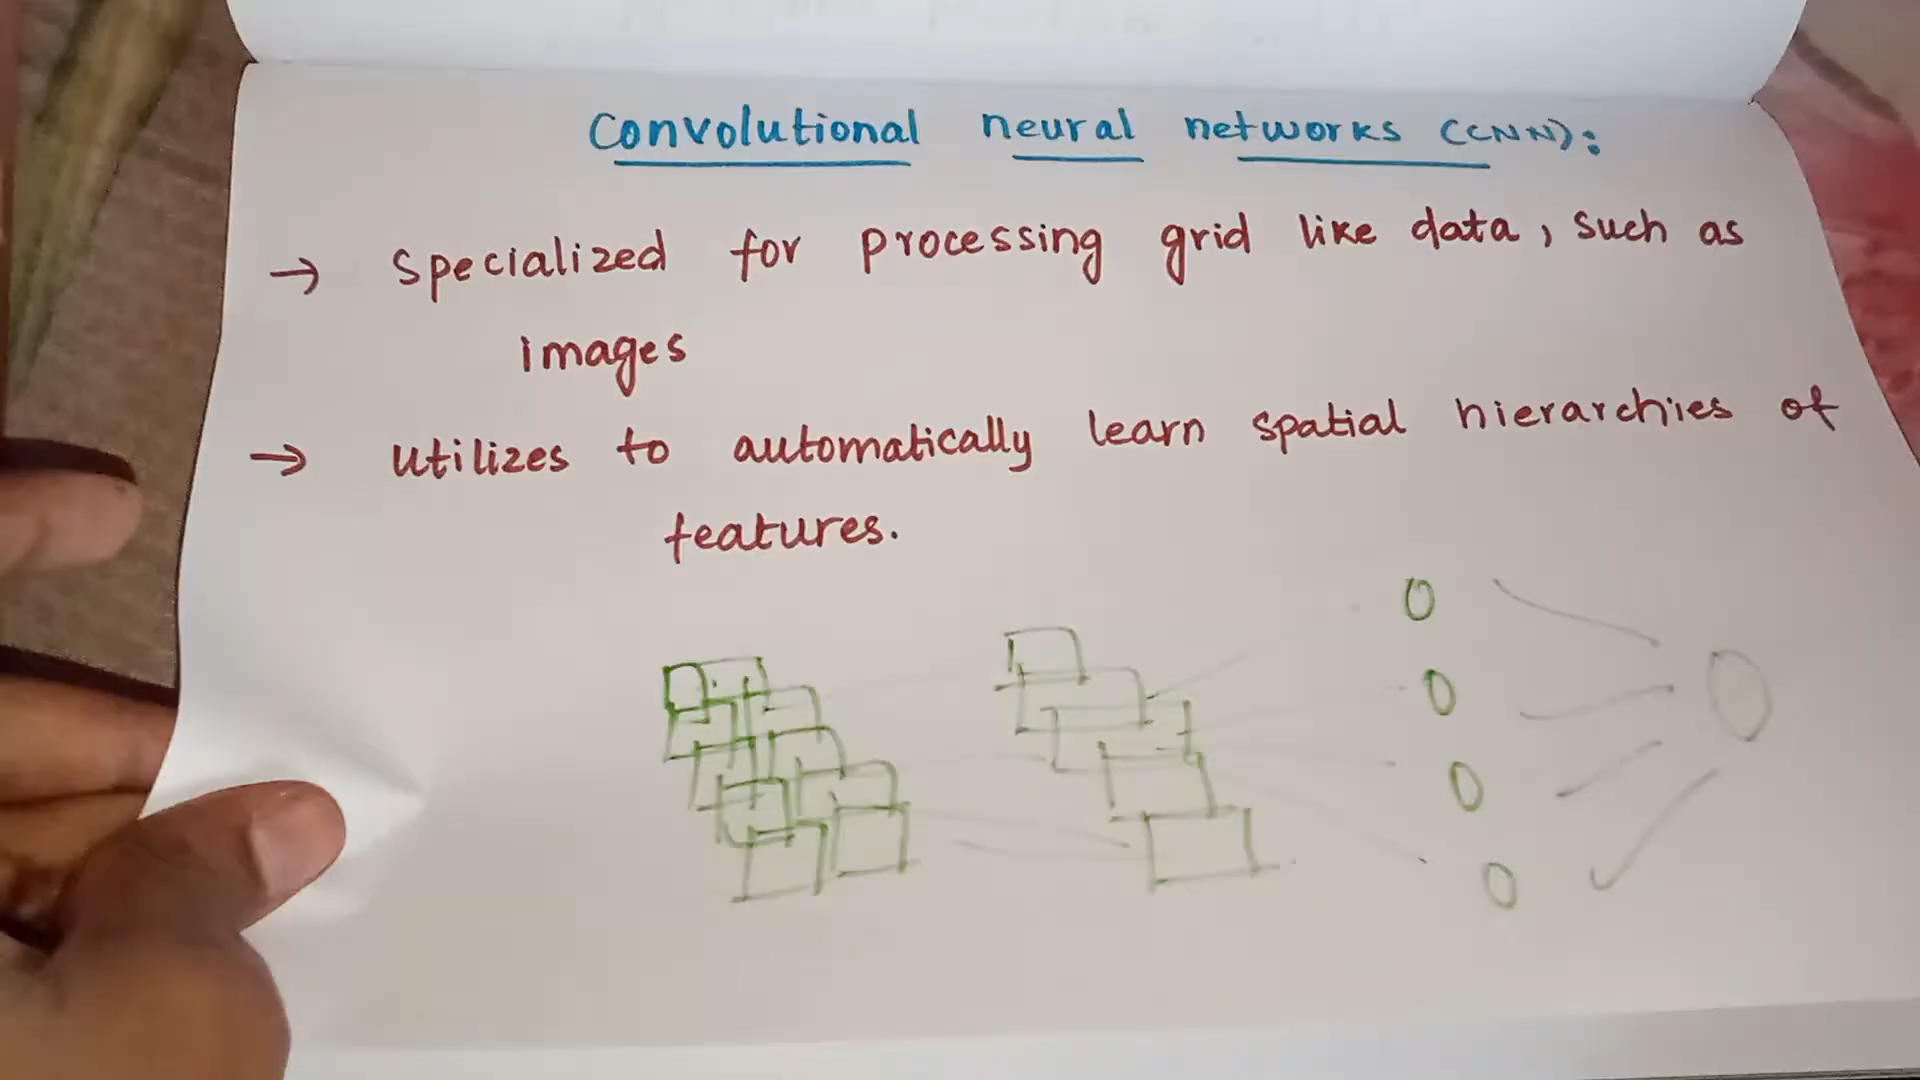 Convolutional neural networks (CNN):
→ Specialized for processing grid like data, such as
images
→ utilizes to automatically learn spatial hierarchies of
features.